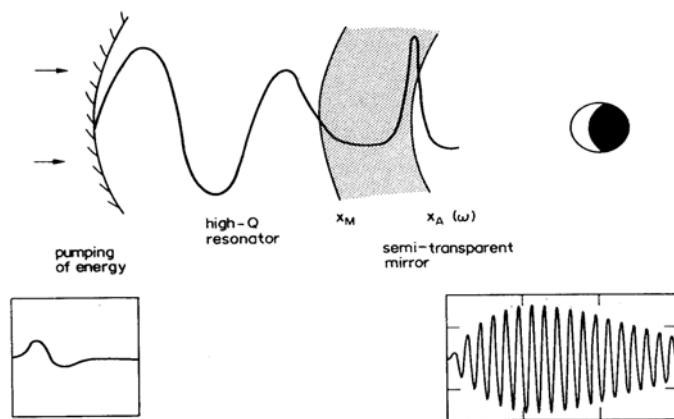 high-Q
resonator
x_M
x_A (ω)
semi-transparent
mirror
pumping
of energy